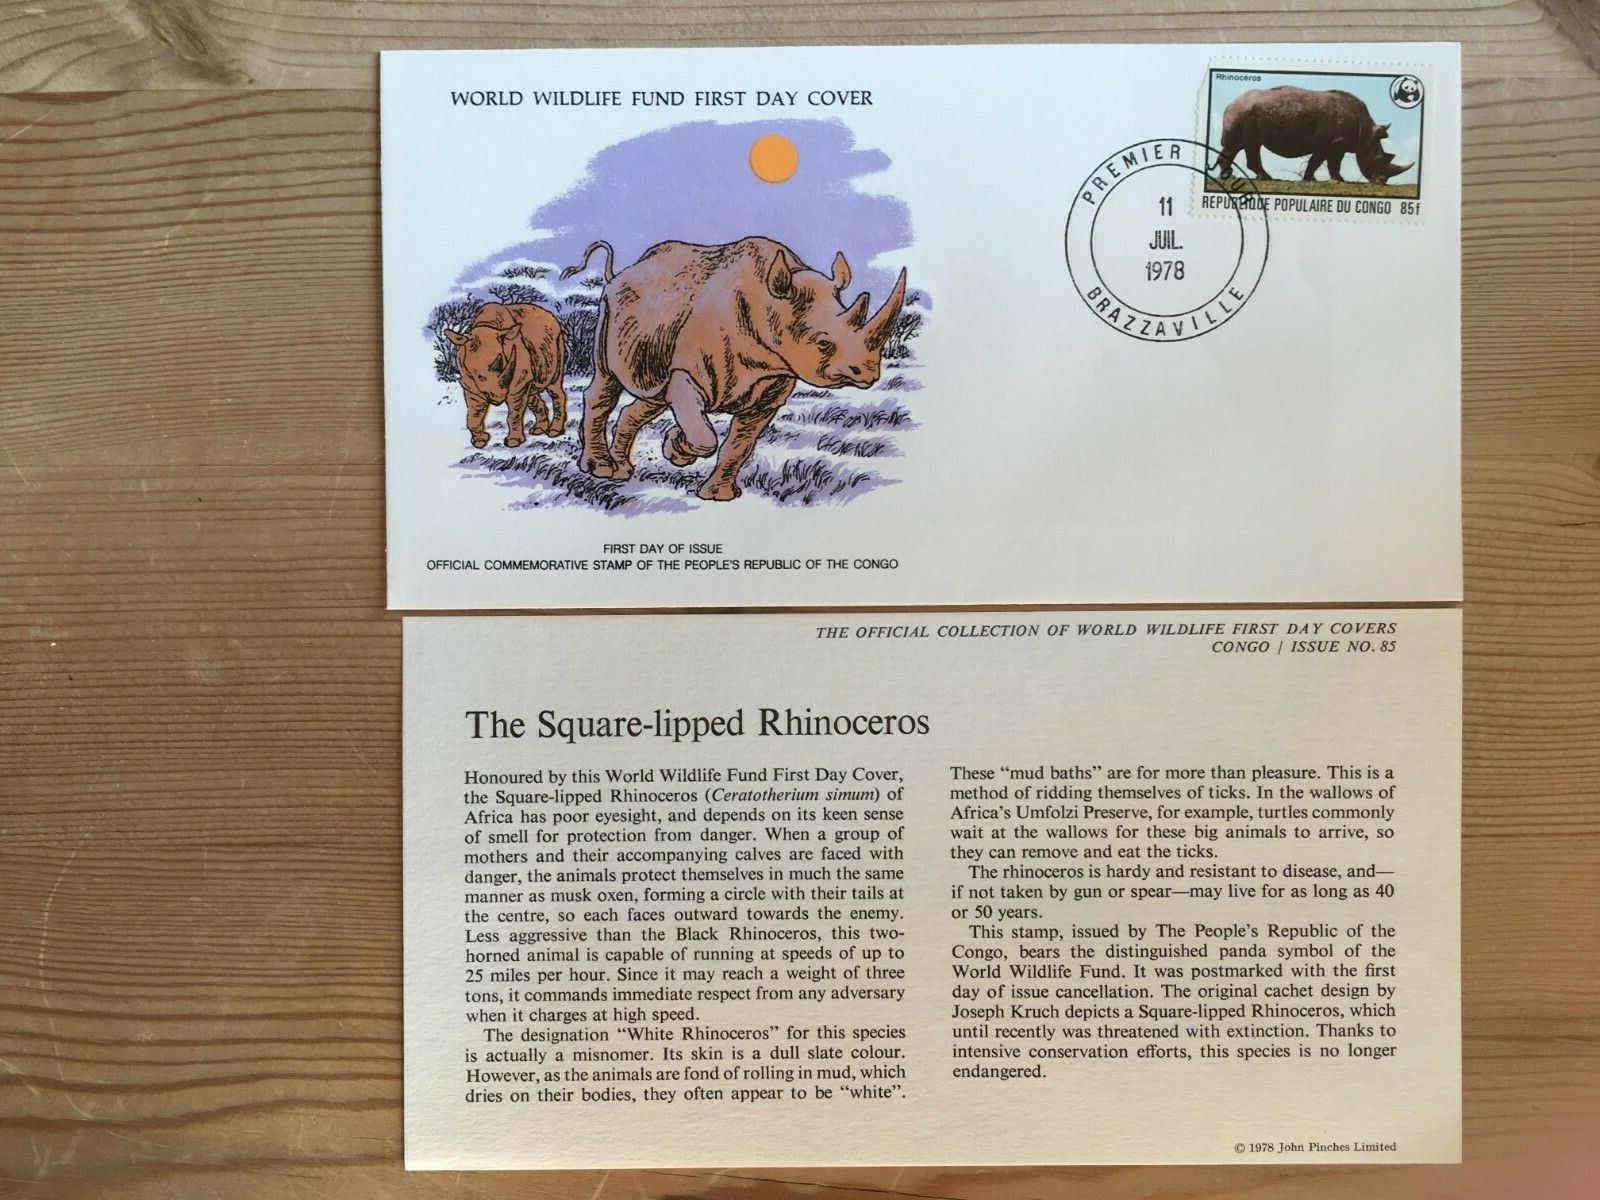 WORLD WILDLIFE FUND FIRST DAY COVER
Rhinocéros
REPUBLIQUE POPULAIRE DU CONGO 85f
PREMIER JOUR
11
JUIL.
1978
BRAZZAVILLE
FIRST DAY OF ISSUE
OFFICIAL COMMEMORATIVE STAMP OF THE PEOPLE'S REPUBLIC OF THE CONGO
THE OFFICIAL COLLECTION OF WORLD WILDLIFE FIRST DAY COVERS
CONGO / ISSUE NO. 85
The Square-lipped Rhinoceros
Honoured by this World Wildlife Fund First Day Cover,
the Square-lipped Rhinoceros (Ceratotherium simum) of
Africa has poor eyesight, and depends on its keen sense
of smell for protection from danger. When a group of
mothers and their accompanying calves are faced with
danger, the animals protect themselves in much the same
manner as musk oxen, forming a circle with their tails at
the centre, so each faces outward towards the enemy.
Less aggressive than the Black Rhinoceros, this two-
horned animal is capable of running at speeds of up to
25 miles per hour. Since it may reach a weight of three
tons, it commands immediate respect from any adversary
when it charges at high speed.
The designation “White Rhinoceros” for this species
is actually a misnomer. Its skin is a dull slate colour.
However, as the animals are fond of rolling in mud, which
dries on their bodies, they often appear to be “white”.
These “mud baths” are for more than pleasure. This is a
method of ridding themselves of ticks. In the wallows of
Africa's Umfolzi Preserve, for example, turtles commonly
wait at the wallows for these big animals to arrive, so
they can remove and eat the ticks.
The rhinoceros is hardy and resistant to disease, and—
if not taken by gun or spear—may live for as long as 40
or 50 years.
This stamp, issued by The People's Republic of the
Congo, bears the distinguished panda symbol of the
World Wildlife Fund. It was postmarked with the first
day of issue cancellation. The original cachet design by
Joseph Kruch depicts a Square-lipped Rhinoceros, which
until recently was threatened with extinction. Thanks to
intensive conservation efforts, this species is no longer
endangered.
© 1978 John Pinches Limited